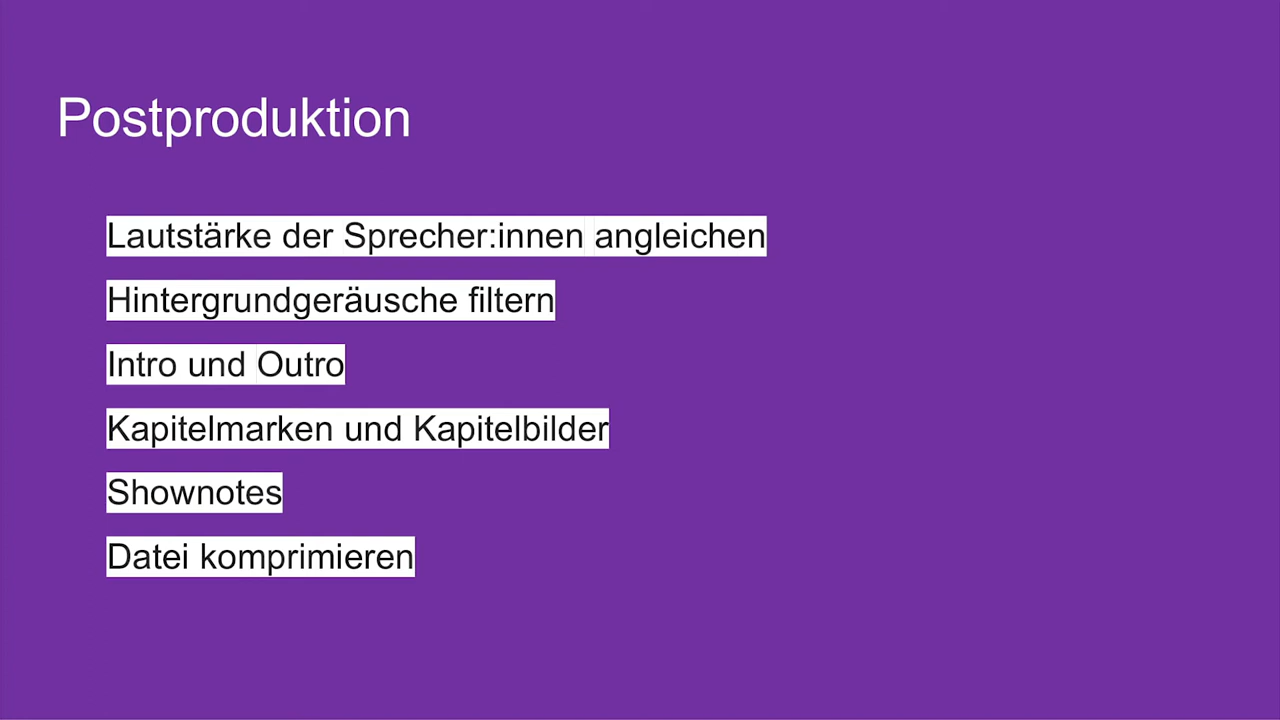 Postproduktion
Lautstärke der Sprecher:innen angleichen
Hintergrundgeräusche filtern
Intro und Outro
Kapitelmarken und Kapitelbilder
Shownotes
Datei komprimieren